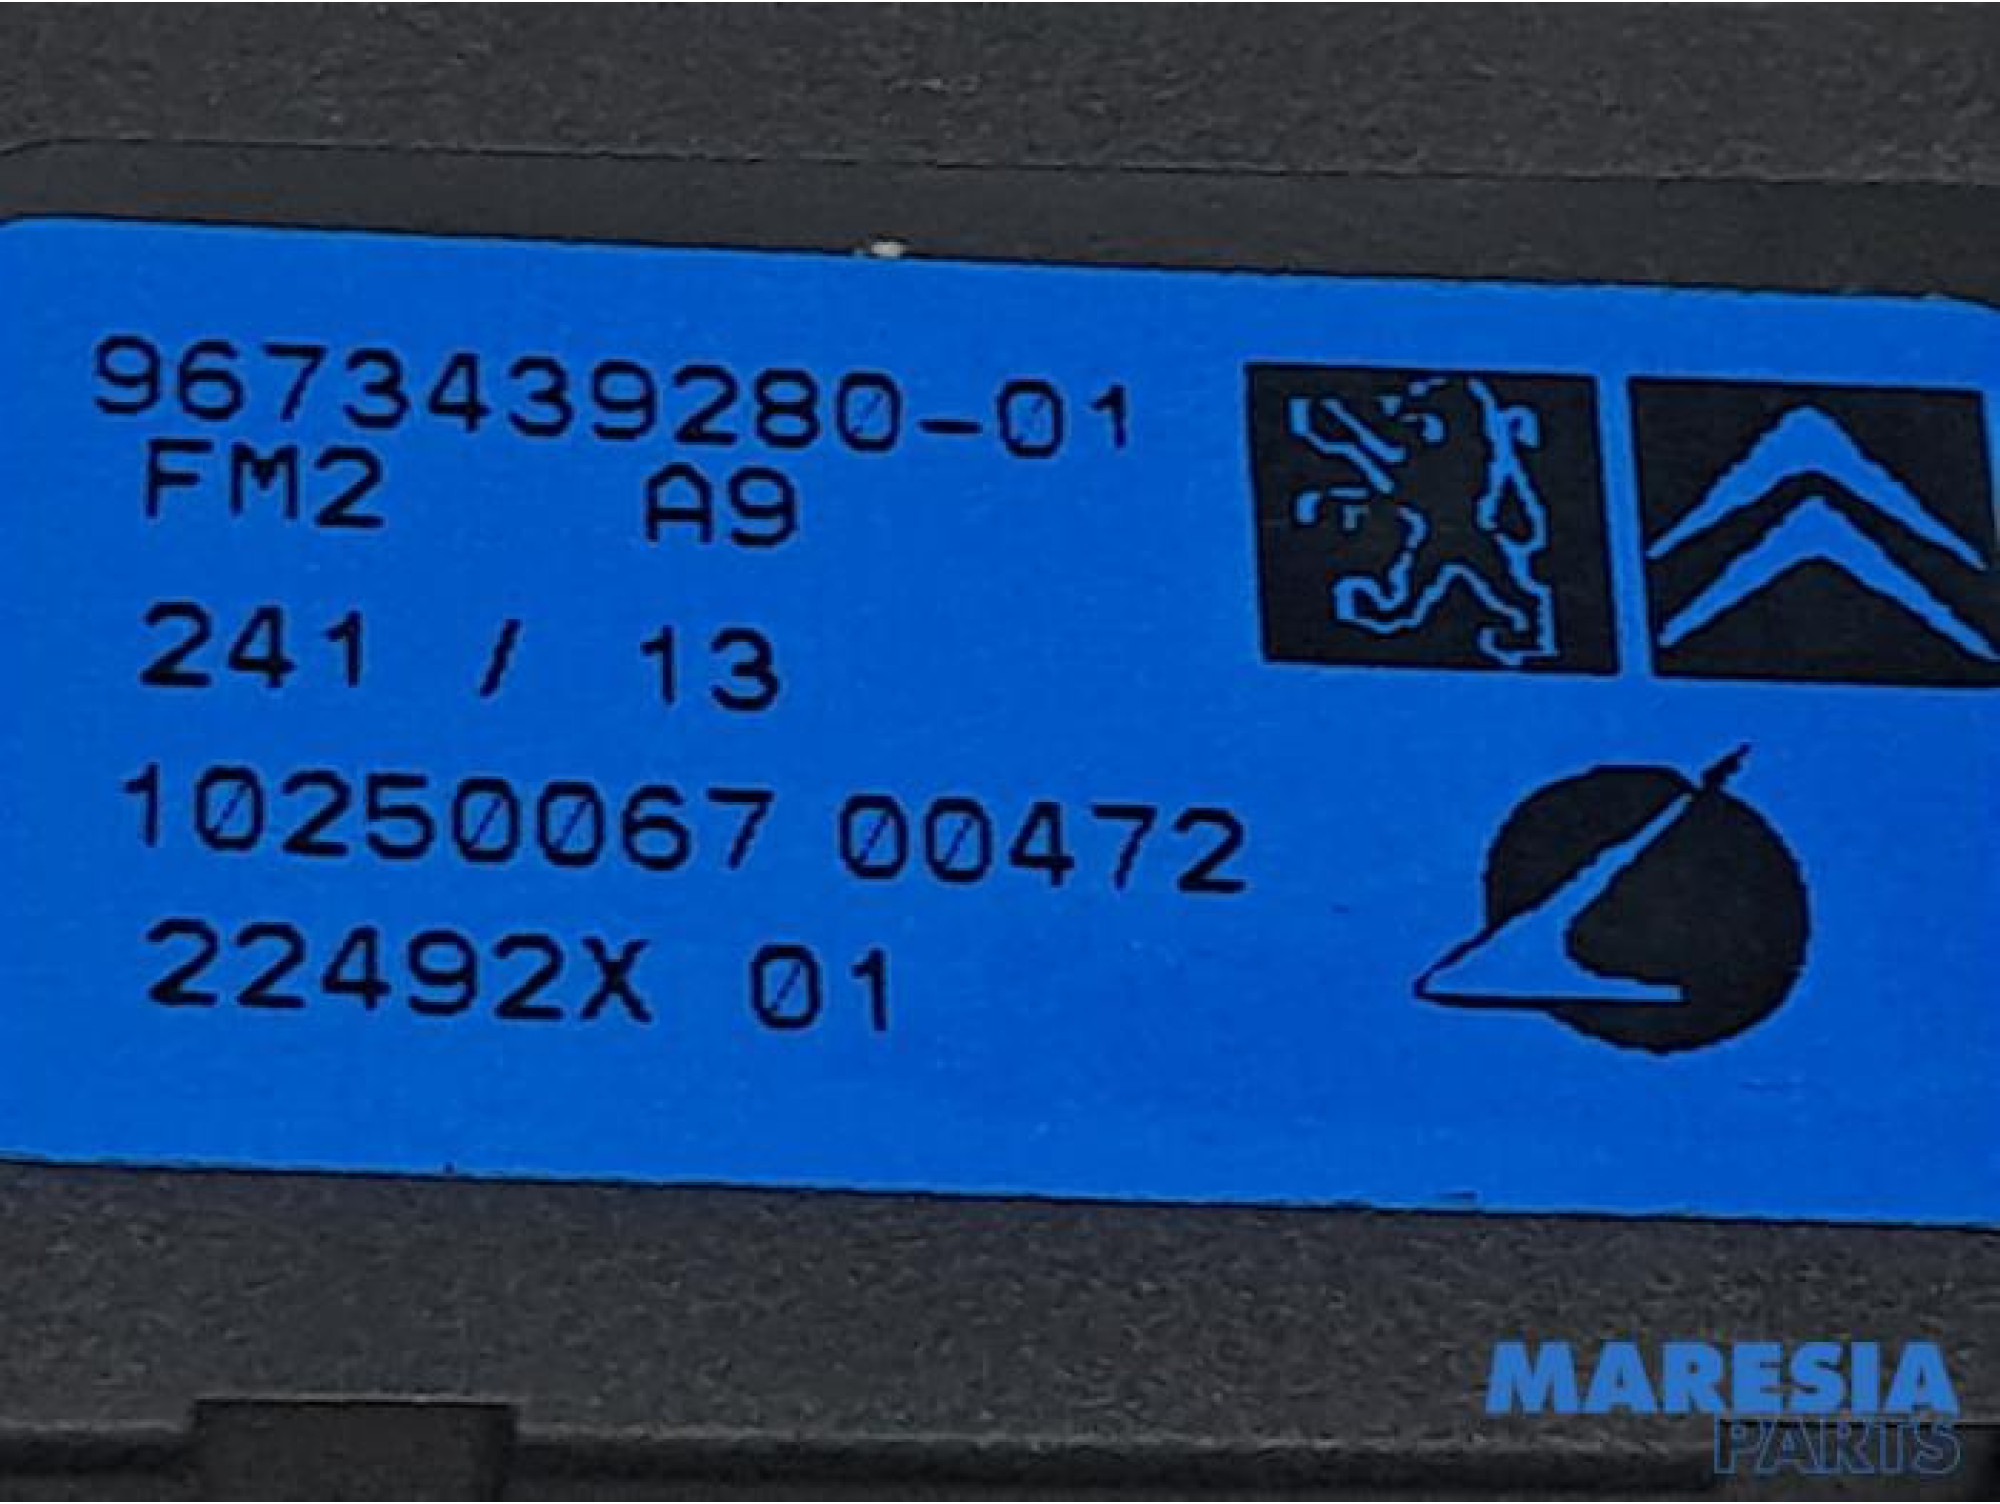 9673439280-01
FM2 A9
241 / 13
10250067 00472
22492X 01
MARESIA
PARTS